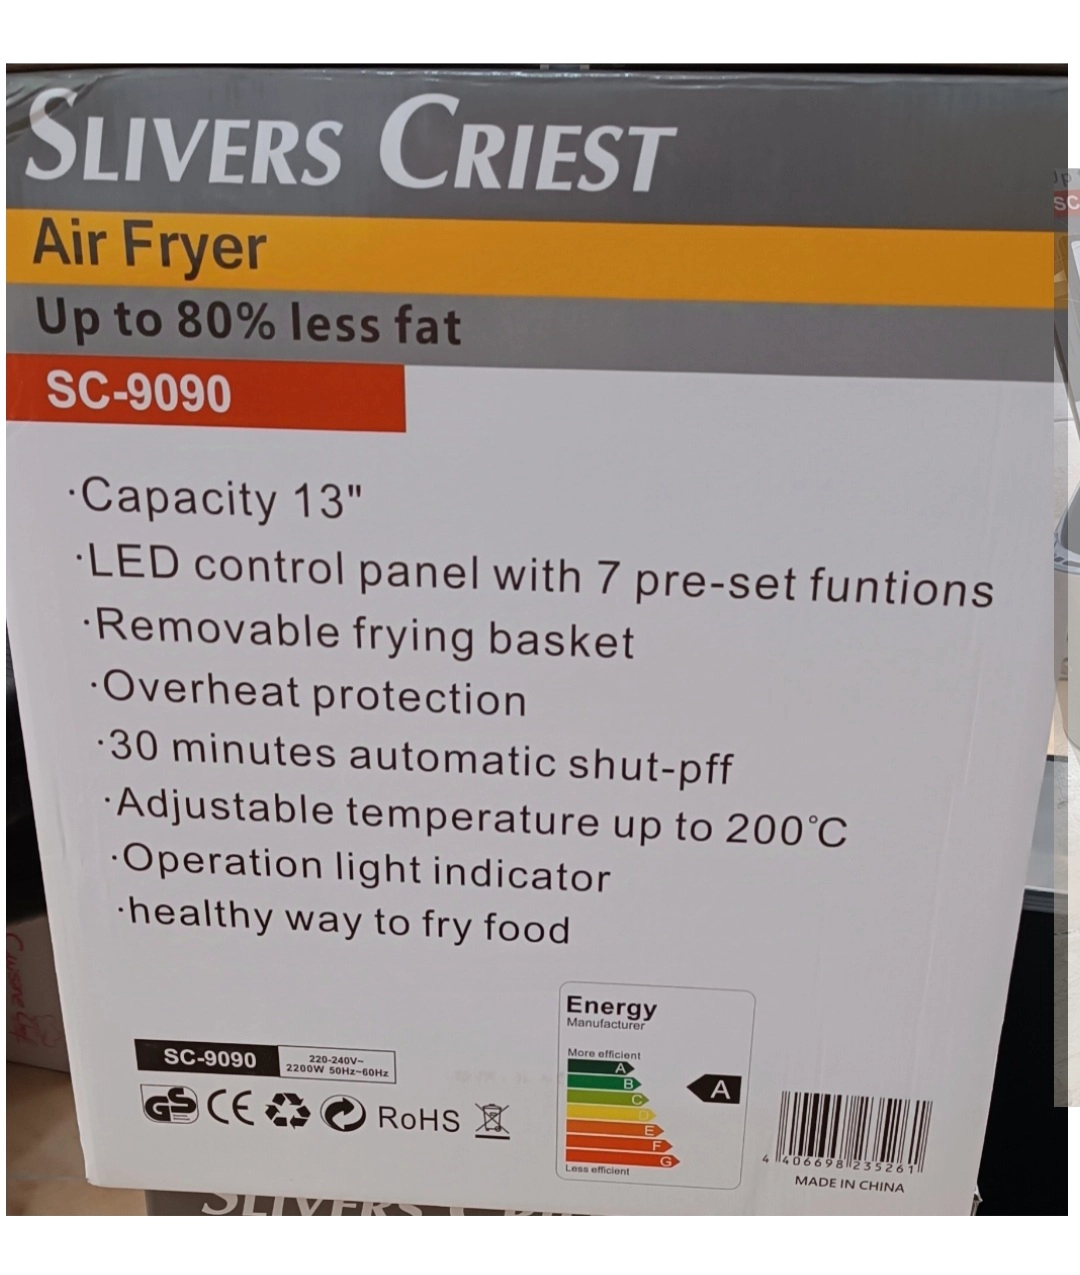 SLIVERS CRIEST
Air Fryer
Up to 80% less fat
SC-9090
·Capacity 13"
·LED control panel with 7 pre-set funtions
·Removable frying basket
·Overheat protection
·30 minutes automatic shut-pff
·Adjustable temperature up to 200°C
·Operation light indicator
·healthy way to fry food
Energy
Manufacturer
More efficient
A
B
C
D
E
F
G
A
Less efficient
SC-9090
220-240V~
2200W 50Hz~60Hz
GS CE RoHS
4 406698 235261
MADE IN CHINA
SC